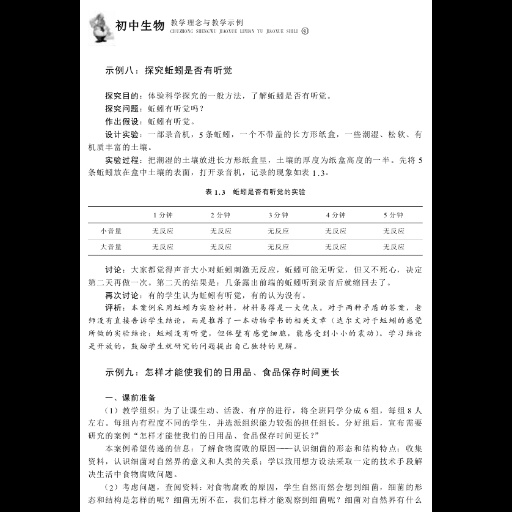 初中生物 教学理念与教学示例
CHUZHONG SHENGWU JIAOXUE LINIAN YU JIAOXUE SHILI
示例八：探究蚯蚓是否有听觉
探究目的：体验科学探究的一般方法，了解蚯蚓是否有听觉。
探究问题：蚯蚓有听觉吗？
作出假设：蚯蚓有听觉。
设计实验：一部录音机，5条蚯蚓，一个不带盖的长方形纸盒，一些潮湿、松软、有
机质丰富的土壤。
实验过程：把潮湿的土壤放进长方形纸盒里，土壤的厚度为纸盒高度的一半。先将5
条蚯蚓放在盒中土壤的表面，打开录音机，记录的现象如表1.3。
表1.3 蚯蚓是否有听觉的实验
1分钟 2分钟 3分钟 4分钟 5分钟
小音量 无反应 无反应 无反应 无反应 无反应
大音量 无反应 无反应 无反应 无反应 无反应
讨论：大家都觉得声音大小对蚯蚓刺激无反应，蚯蚓可能无听觉，但又不死心，决定
第二天再做一次。第二天的结果是：几条露出前端的蚯蚓听到录音后就缩回去了。
再次讨论：有的学生认为蚯蚓有听觉，有的认为没有。
评析：本案例采用蚯蚓为实验材料，材料易得是一大优点。对于两种矛盾的答案，老
师没有直接告诉学生结论，而是推荐了一本动物学书的相关文章（达尔文对于蚯蚓的感觉
所做的实验结论：蚯蚓没有听觉，但体壁有感觉细胞，能感受到小小的震动）。学习结论
是开放的，鼓励学生就研究的问题提出自己独特的见解。
示例九：怎样才能使我们的日用品、食品保存时间更长
一、课前准备
（1）教学组织：为了让课生动、活泼、有序的进行，将全班同学分成6组，每组8人
左右。每组内有程度不同的学生，并选派组织能力较强的担任组长。分好组后，宣布需要
研究的案例“怎样才能使我们的日用品、食品保存时间更长？”
本案例希望传递的信息：了解食物腐败的原因——认识细菌的形态和结构特点；收集
资料，认识细菌对自然界的意义和人类的关系；学以致用想方设法采取一定的技术手段解
决生活中食物腐败问题。
（2）考虑问题，查阅资料：对食物腐败的原因，学生自然而然会想到细菌，细菌的形
态和结构是怎样的呢？细菌无所不在，我们怎样才能观察到细菌呢？细菌对自然界有什么